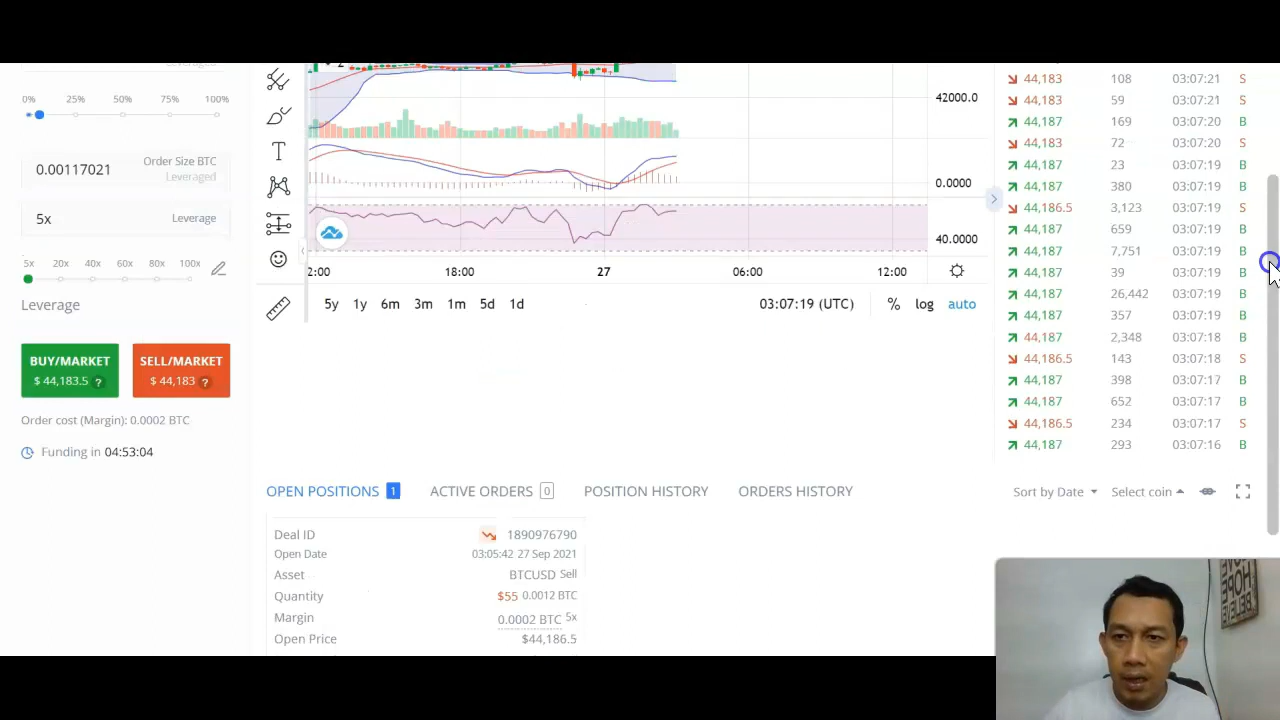 Leveraged
0% 25% 50% 75% 100%
0.00117021 Order Size BTC
Leveraged
5x Leverage
5x 20x 40x 60x 80x 100x
Leverage
BUY/MARKET
$ 44,183.5 ?
SELL/MARKET
$ 44,183 ?
Order cost (Margin): 0.0002 BTC
Funding in 04:53:04
T
42000.0
0.0000
40.0000
2:00 18:00 27 06:00 12:00
5y 1y 6m 3m 1m 5d 1d 03:07:19 (UTC) % log auto
44,183 108 03:07:21 S
44,183 59 03:07:21 S
44,187 169 03:07:20 B
44,183 72 03:07:20 S
44,187 23 03:07:19 B
44,187 380 03:07:19 B
44,186.5 3,123 03:07:19 S
44,187 659 03:07:19 B
44,187 7,751 03:07:19 B
44,187 39 03:07:19 B
44,187 26,442 03:07:19 B
44,187 357 03:07:19 B
44,187 2,348 03:07:18 B
44,186.5 143 03:07:18 S
44,187 398 03:07:17 B
44,187 652 03:07:17 B
44,186.5 234 03:07:17 S
44,187 293 03:07:16 B
OPEN POSITIONS 1 ACTIVE ORDERS 0 POSITION HISTORY ORDERS HISTORY Sort by Date Select coin
Deal ID 1890976790
Open Date 03:05:42 27 Sep 2021
Asset BTCUSD Sell
Quantity $55 0.0012 BTC
Margin 0.0002 BTC 5x
Open Price $44,186.5